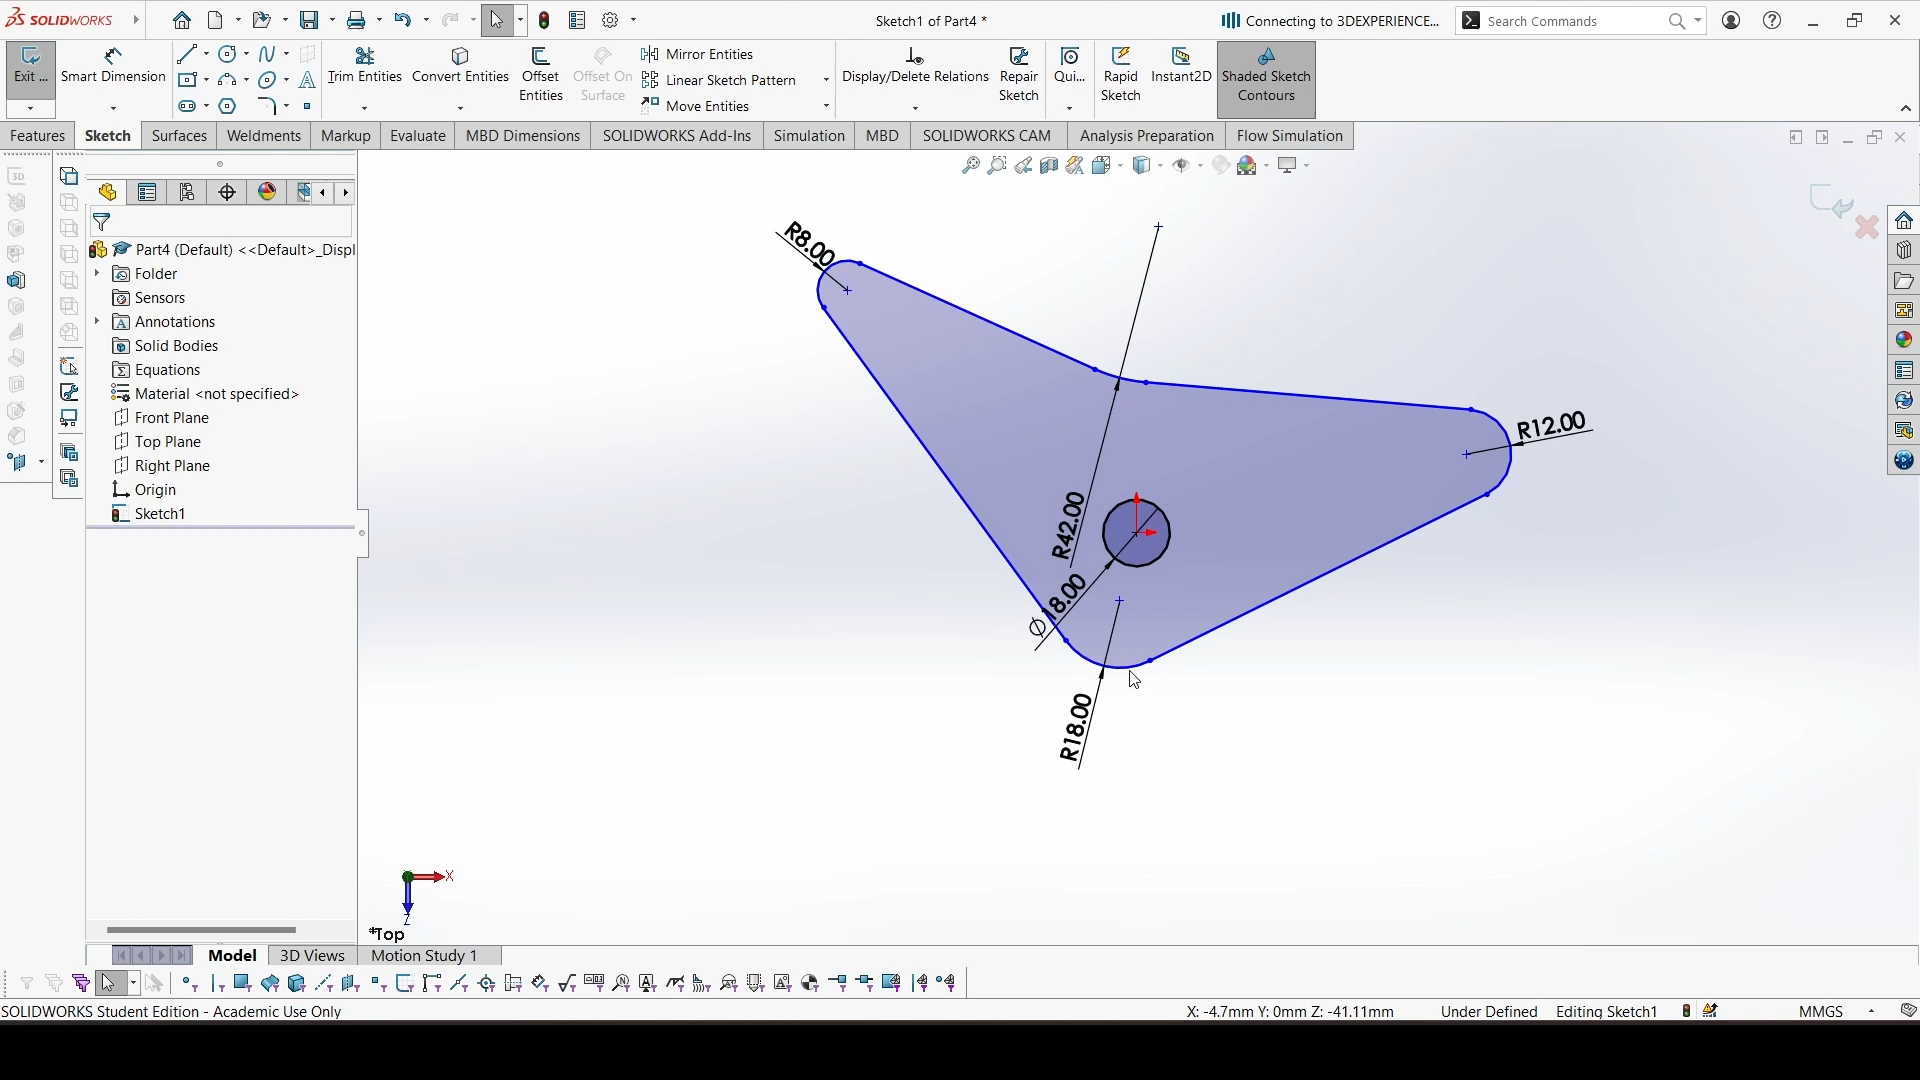 SOLIDWORKS
Sketch1 of Part4 *
Connecting to 3DEXPERIENCE...
Search Commands
Exit ...
Smart Dimension
Trim Entities
Convert Entities
Offset Entities
Offset On Surface
Mirror Entities
Linear Sketch Pattern
Move Entities
Display/Delete Relations
Repair Sketch
Qui...
Rapid Sketch
Instant2D
Shaded Sketch Contours
Features
Sketch
Surfaces
Weldments
Markup
Evaluate
MBD Dimensions
SOLIDWORKS Add-Ins
Simulation
MBD
SOLIDWORKS CAM
Analysis Preparation
Flow Simulation
Part4 (Default) <<Default>_Displ
Folder
Sensors
Annotations
Solid Bodies
Equations
Material <not specified>
Front Plane
Top Plane
Right Plane
Origin
Sketch1
R8.00
R12.00
R42.00
∅18.00
R18.00
X
Z
*Top
Model
3D Views
Motion Study 1
SOLIDWORKS Student Edition - Academic Use Only
X: -4.7mm Y: 0mm Z: -41.11mm
Under Defined
Editing Sketch1
MMGS